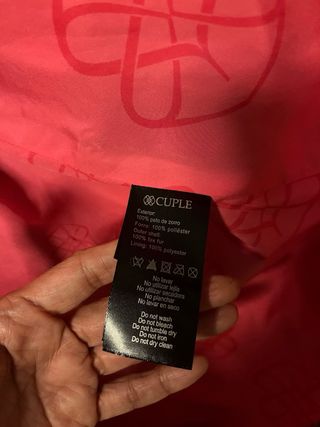 CUPLE
Exterior:
100% pelo de zorro
Forro: 100% poliéster
Outer shell:
100% fox fur
Lining: 100% polyester
No lavar
No utilizar lejía
No utilizar secadora
No planchar
No lavar en seco
Do not wash
Do not bleach
Do not tumble dry
Do not iron
Do not dry clean